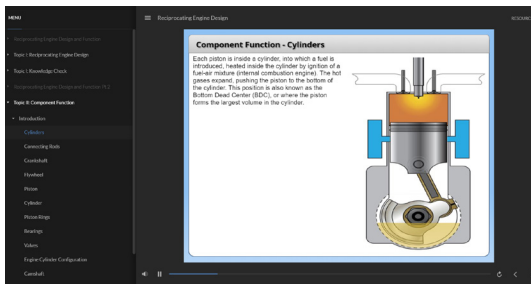 MENU
Reciprocating Engine Design and Function
Topic I: Reciprocating Engine Design
Topic I: Knowledge Check
Reciprocating Engine Design and Function Pt 2
Topic II: Component Function
Introduction
Cylinders
Connecting Rods
Crankshaft
Flywheel
Piston
Cylinder
Piston Rings
Bearings
Valves
Engine Cylinder Configuration
Camshaft
Reciprocating Engine Design
RESOURC
Component Function - Cylinders
Each piston is inside a cylinder, into which a fuel is
introduced, heated inside the cylinder by ignition of a
fuel-air mixture (internal combustion engine). The hot
gases expand, pushing the piston to the bottom of
the cylinder. This position is also known as the
Bottom Dead Center (BDC), or where the piston
forms the largest volume in the cylinder.